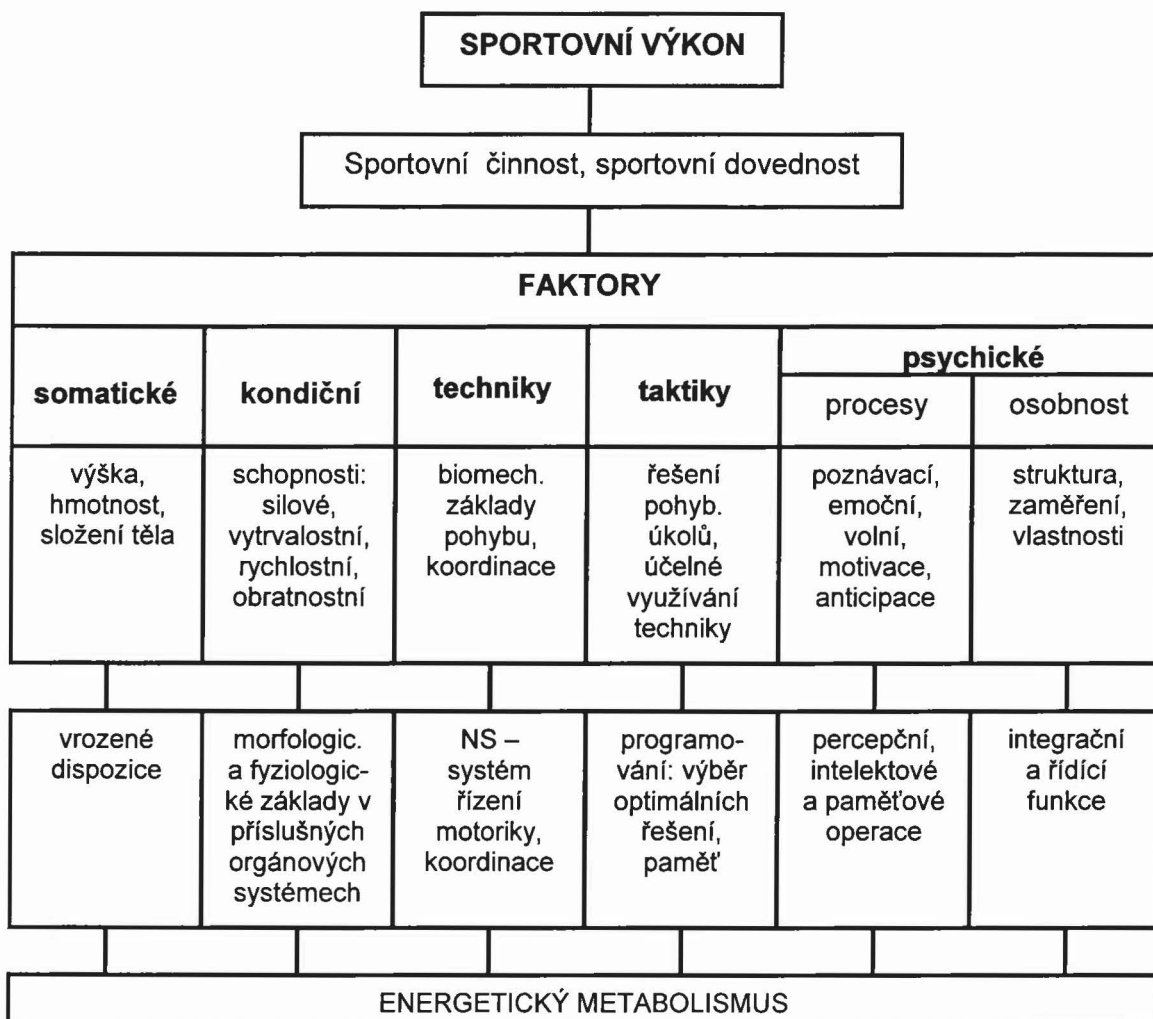 SPORTOVNÍ VÝKON
Sportovní činnost, sportovní dovednost
FAKTORY
somatické
kondiční
techniky
taktiky
psychické
procesy
osobnost
výška,
hmotnost,
složení těla
schopnosti:
silové,
vytrvalostní,
rychlostní,
obratnostní
biomech.
základy
pohybu,
koordinace
řešení
pohyb.
úkolů,
účelné
využívání
techniky
poznávací,
emoční,
volní,
motivace,
anticipace
struktura,
zaměření,
vlastnosti
vrozené
dispozice
morfologic.
a fyziologic-
ké základy v
příslušných
orgánových
systémech
NS –
systém
řízení
motoriky,
koordinace
programo-
vání: výběr
optimálních
řešení,
paměť
percepční,
intelektové
a paměťové
operace
integrační
a řídící
funkce
ENERGETICKÝ METABOLISMUS